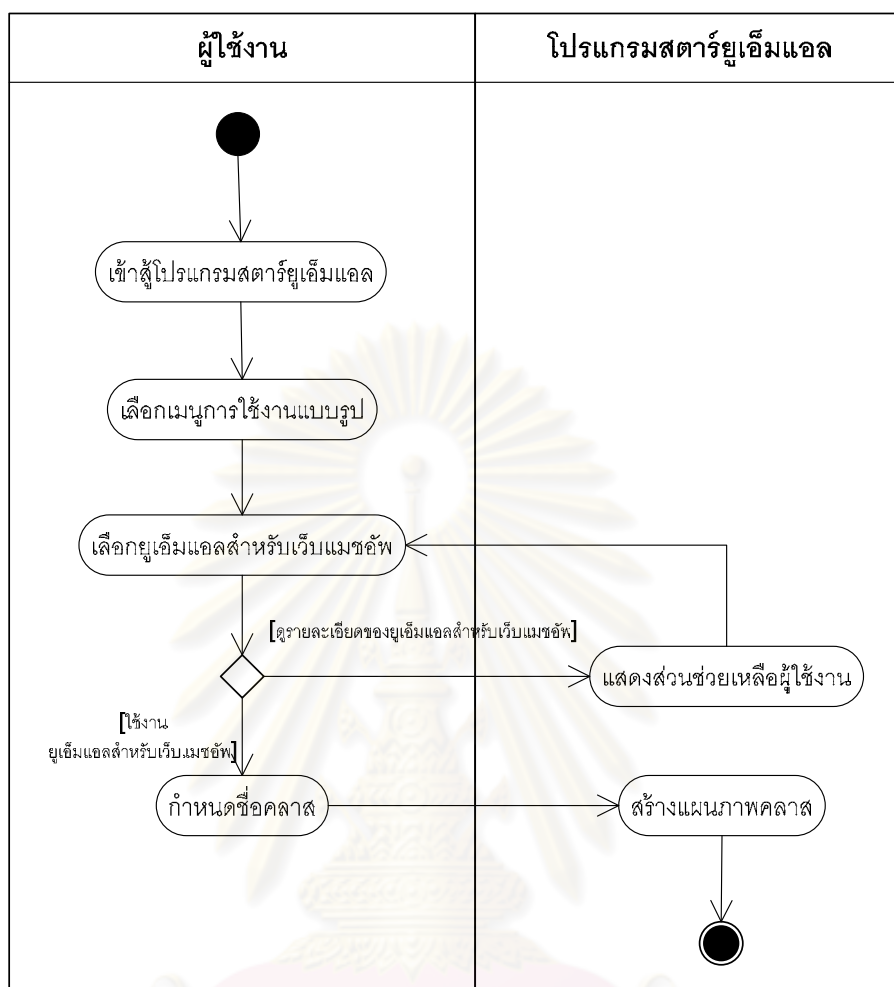 ผู้ใช้งาน
โปรแกรมสตาร์ยูเอ็มแอล
เข้าสู้โปรแกรมสตาร์ยูเอ็มแอล
เลือกเมนูการใช้งานแบบรูป
เลือกยูเอ็มแอลสำหรับเว็บแมชอัพ
[ดูรายละเอียดของยูเอ็มแอลสำหรับเว็บแมชอัพ]
แสดงส่วนช่วยเหลือผู้ใช้งาน
[ใช้งาน
ยูเอ็มแอลสำหรับเว็บแมชอัพ]
กำหนดชื่อคลาส
สร้างแผนภาพคลาส